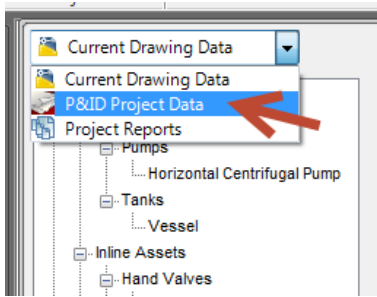 Current Drawing Data
Current Drawing Data
P&ID Project Data
Project Reports
Pumps
Horizontal Centrifugal Pump
Tanks
Vessel
Inline Assets
Hand Valves